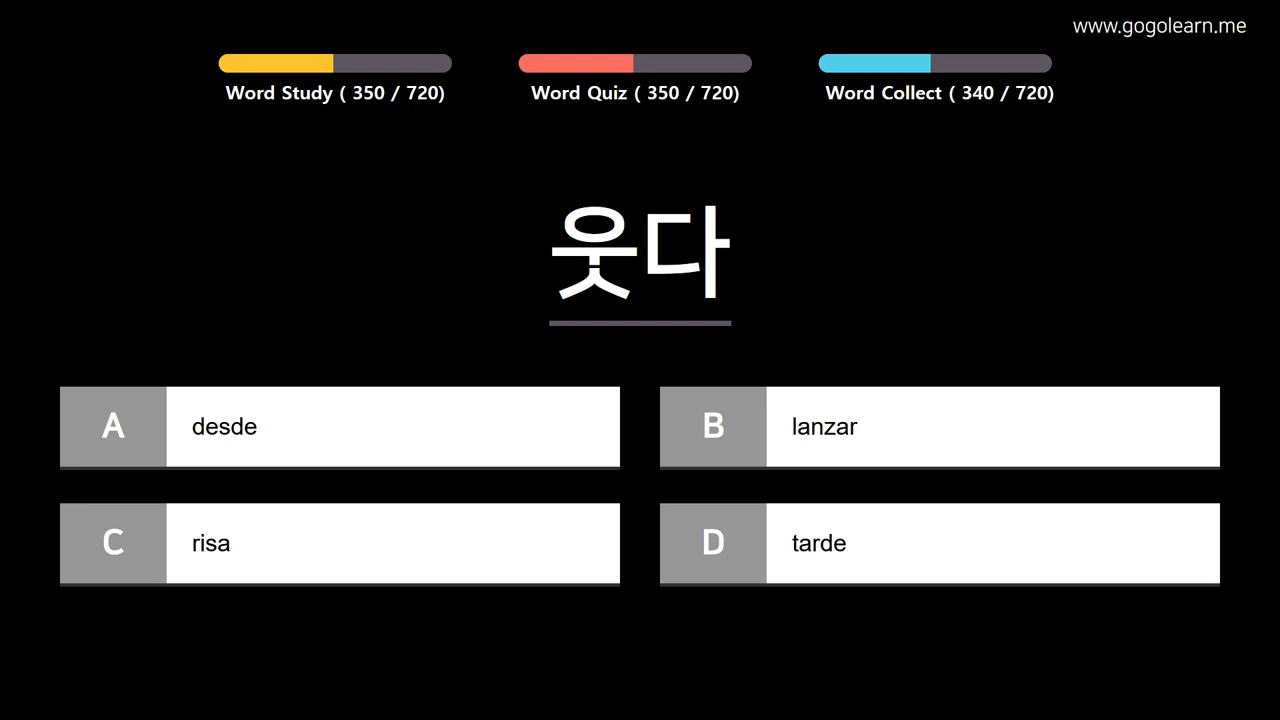 www.gogolearn.me
Word Study ( 350 / 720)
Word Quiz ( 350 / 720)
Word Collect ( 340 / 720)
웃다
A desde
B lanzar
C risa
D tarde